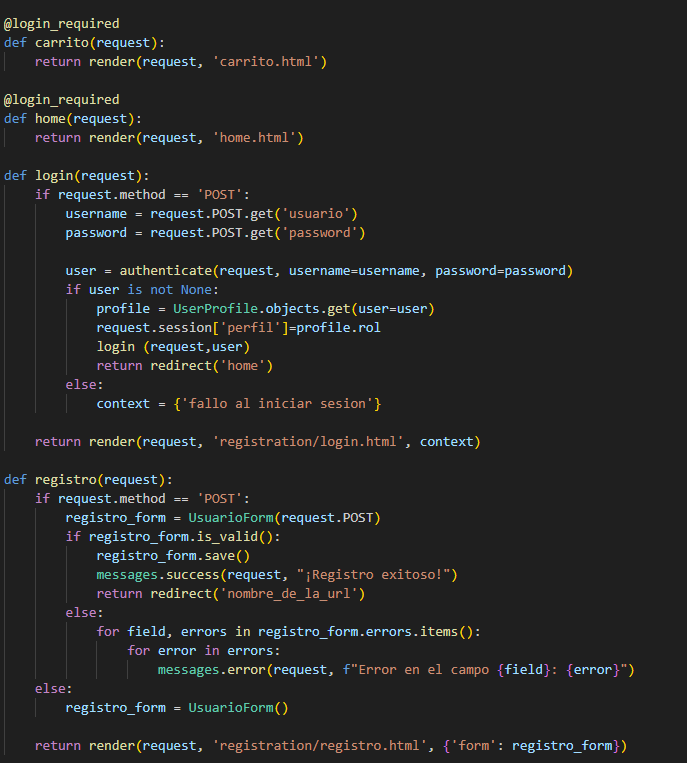 @login_required
def carrito(request):
    return render(request, 'carrito.html')
@login_required
def home(request):
    return render(request, 'home.html')
def login(request):
    if request.method == 'POST':
        username = request.POST.get('usuario')
        password = request.POST.get('password')
        user = authenticate(request, username=username, password=password)
        if user is not None:
            profile = UserProfile.objects.get(user=user)
            request.session['perfil']=profile.rol
            login (request,user)
            return redirect('home')
        else:
            context = {'fallo al iniciar sesion'}
    return render(request, 'registration/login.html', context)
def registro(request):
    if request.method == 'POST':
        registro_form = UsuarioForm(request.POST)
        if registro_form.is_valid():
            registro_form.save()
            messages.success(request, "¡Registro exitoso!")
            return redirect('nombre_de_la_url')
        else:
            for field, errors in registro_form.errors.items():
                for error in errors:
                    messages.error(request, f"Error en el campo {field}: {error}")
    else:
        registro_form = UsuarioForm()
    return render(request, 'registration/registro.html', {'form': registro_form})